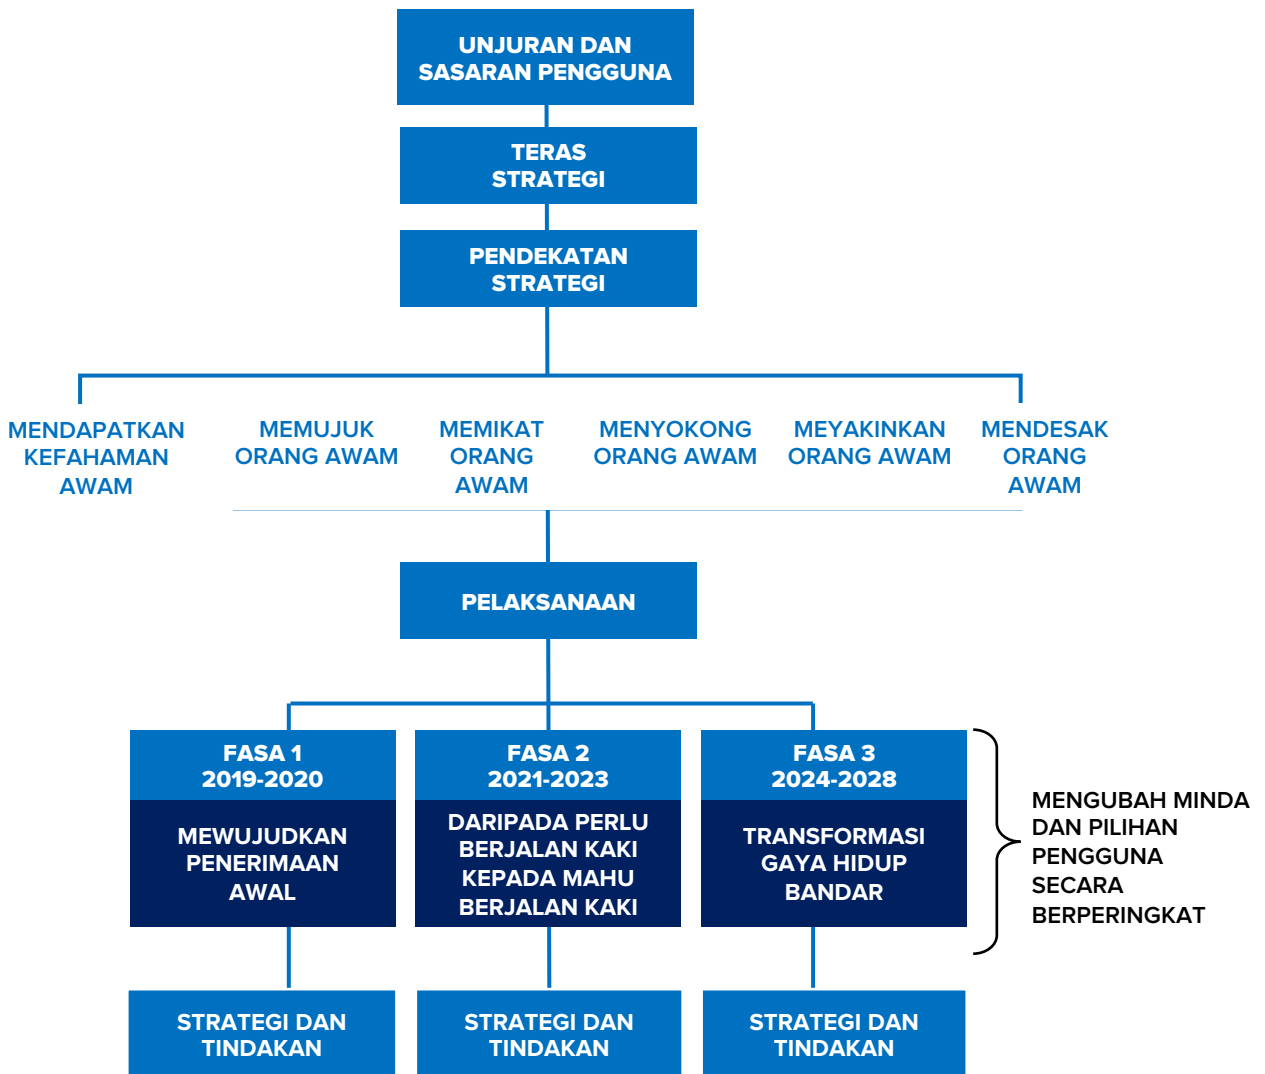 UNJURAN DAN
SASARAN PENGGUNA
TERAS
STRATEGI
PENDEKATAN
STRATEGI
MENDAPATKAN
KEFAHAMAN
AWAM
MEMUJUK
ORANG AWAM
MEMIKAT
ORANG
AWAM
MENYOKONG
ORANG AWAM
MEYAKINKAN
ORANG AWAM
MENDESAK
ORANG
AWAM
PELAKSANAAN
FASA 1
2019-2020
MEWUJUDKAN
PENERIMAAN
AWAL
FASA 2
2021-2023
DARIPADA PERLU
BERJALAN KAKI
KEPADA MAHU
BERJALAN KAKI
FASA 3
2024-2028
TRANSFORMASI
GAYA HIDUP
BANDAR
MENGUBAH MINDA
DAN PILIHAN
PENGGUNA
SECARA
BERPERINGKAT
STRATEGI DAN
TINDAKAN
STRATEGI DAN
TINDAKAN
STRATEGI DAN
TINDAKAN